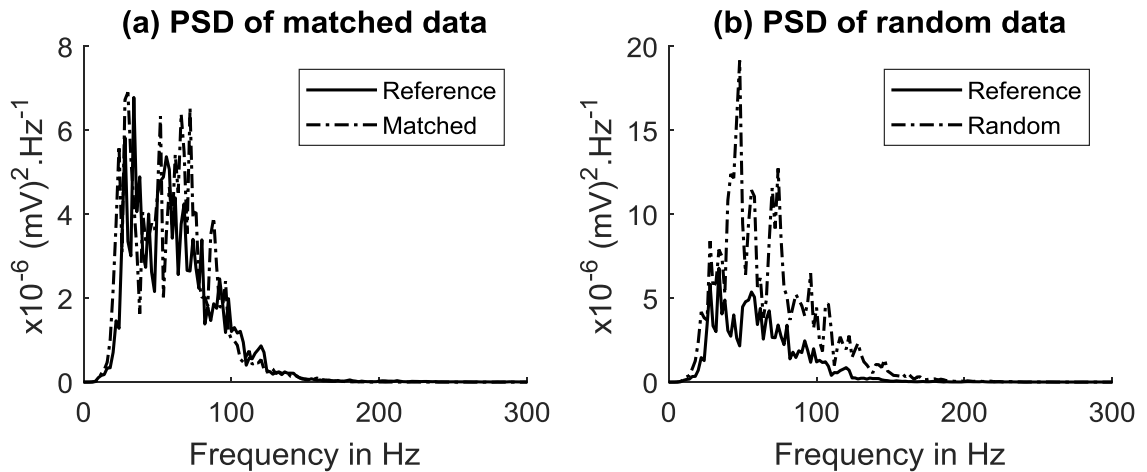 (a) PSD of matched data
x10⁻⁶ (mV)².Hz⁻¹
8
6
4
2
0
Reference
Matched
0 100 200 300
Frequency in Hz
(b) PSD of random data
x10⁻⁶ (mV)².Hz⁻¹
20
15
10
5
0
Reference
Random
0 100 200 300
Frequency in Hz